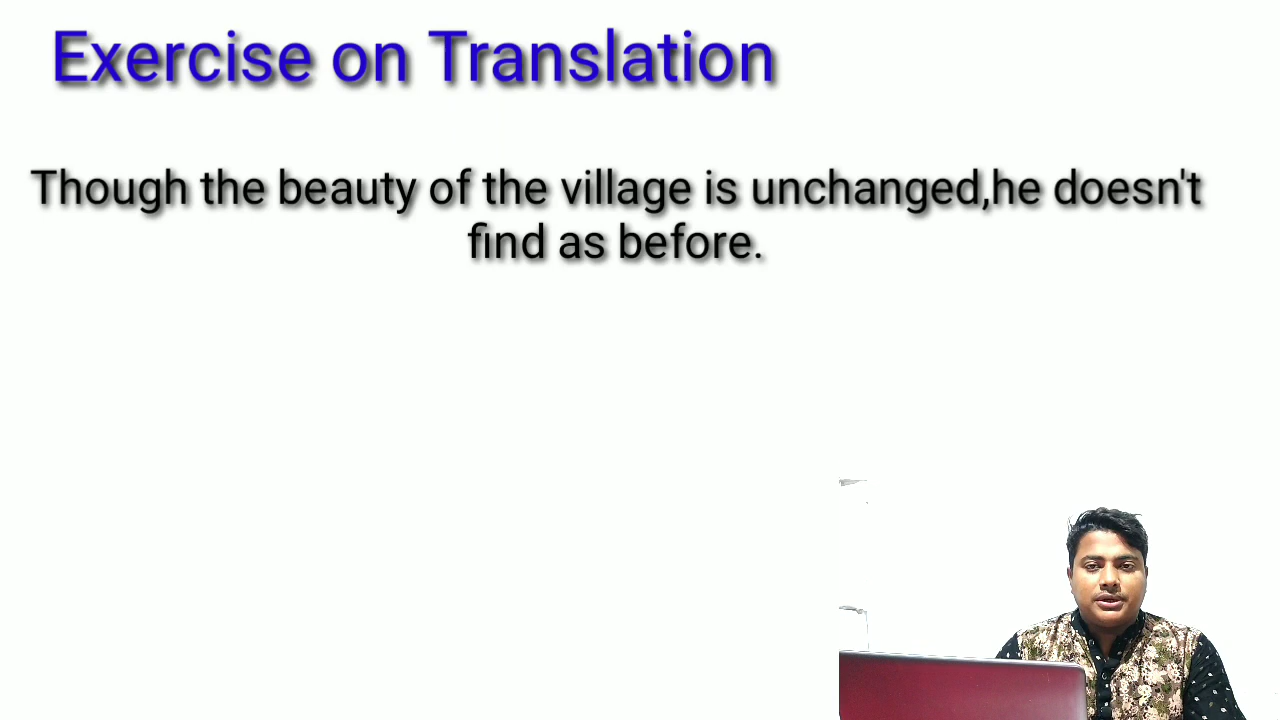 Exercise on Translation
Though the beauty of the village is unchanged,he doesn't
find as before.